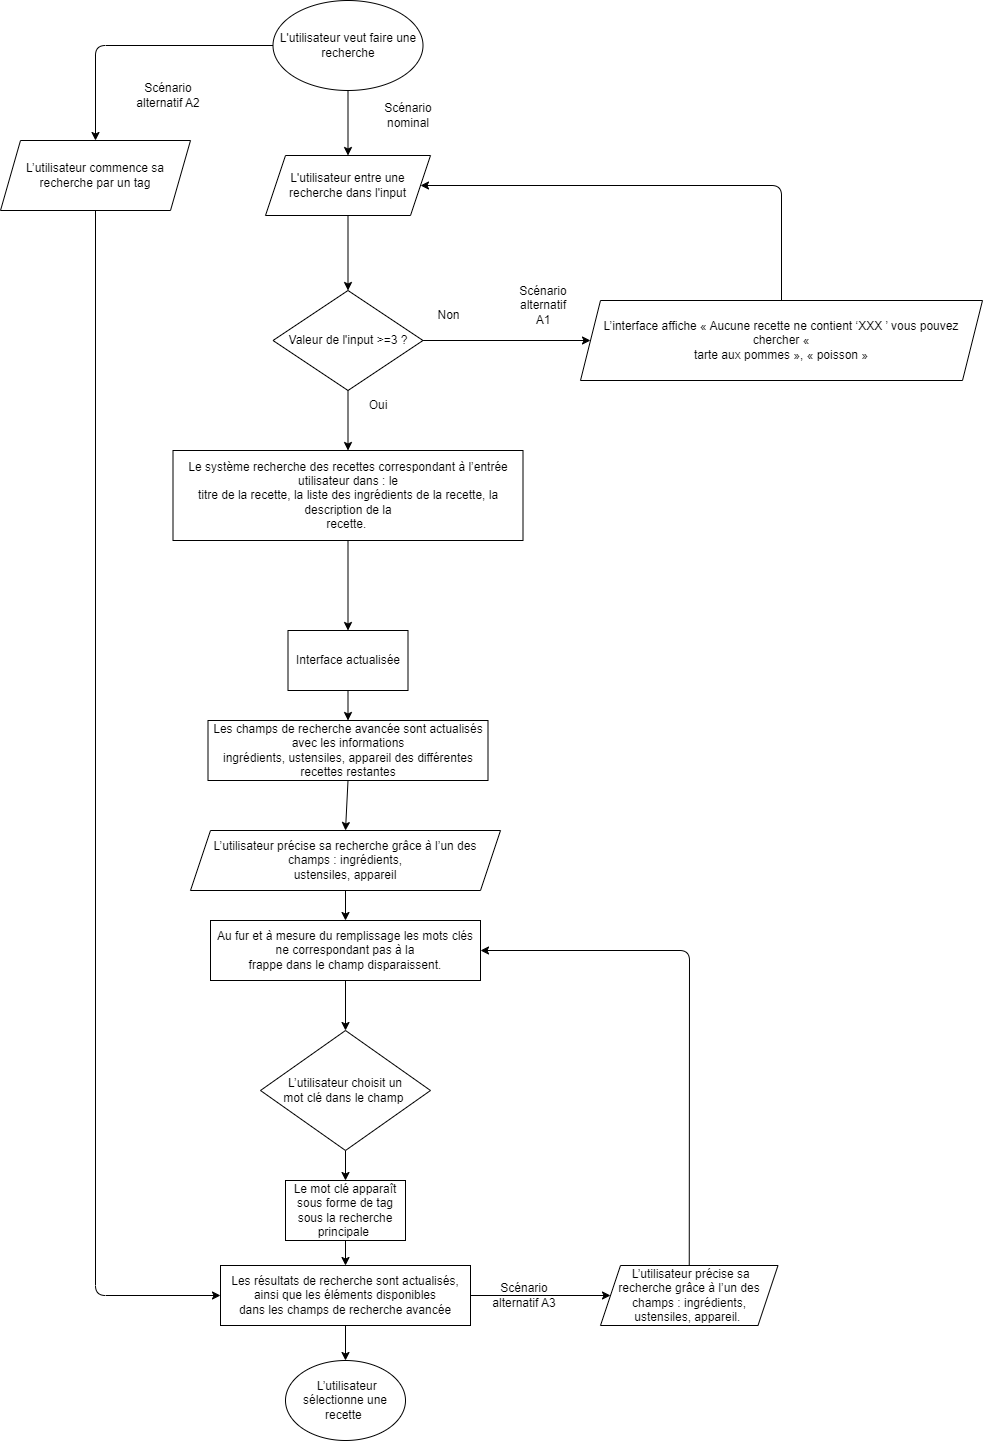 L'utilisateur veut faire une
recherche
Scénario
alternatif A2
Scénario
nominal
L'utilisateur commence sa
recherche par un tag
L'utilisateur entre une
recherche dans l'input
Valeur de l'input >=3 ?
Non
Scénario
alternatif
A1
L'interface affiche « Aucune recette ne contient ‘XXX ’ vous pouvez
chercher «
tarte aux pommes », « poisson »
Oui
Le système recherche des recettes correspondant à l'entrée
utilisateur dans : le
titre de la recette, la liste des ingrédients de la recette, la
description de la
recette.
Interface actualisée
Les champs de recherche avancée sont actualisés
avec les informations
ingrédients, ustensiles, appareil des différentes
recettes restantes
L'utilisateur précise sa recherche grâce à l'un des
champs : ingrédients,
ustensiles, appareil
Au fur et à mesure du remplissage les mots clés
ne correspondant pas à la
frappe dans le champ disparaissent.
L'utilisateur choisit un
mot clé dans le champ
Le mot clé apparaît
sous forme de tag
sous la recherche
principale
Les résultats de recherche sont actualisés,
ainsi que les éléments disponibles
dans les champs de recherche avancée
Scénario
alternatif A3
L'utilisateur précise sa
recherche grâce à l'un des
champs : ingrédients,
ustensiles, appareil.
L'utilisateur
sélectionne une
recette